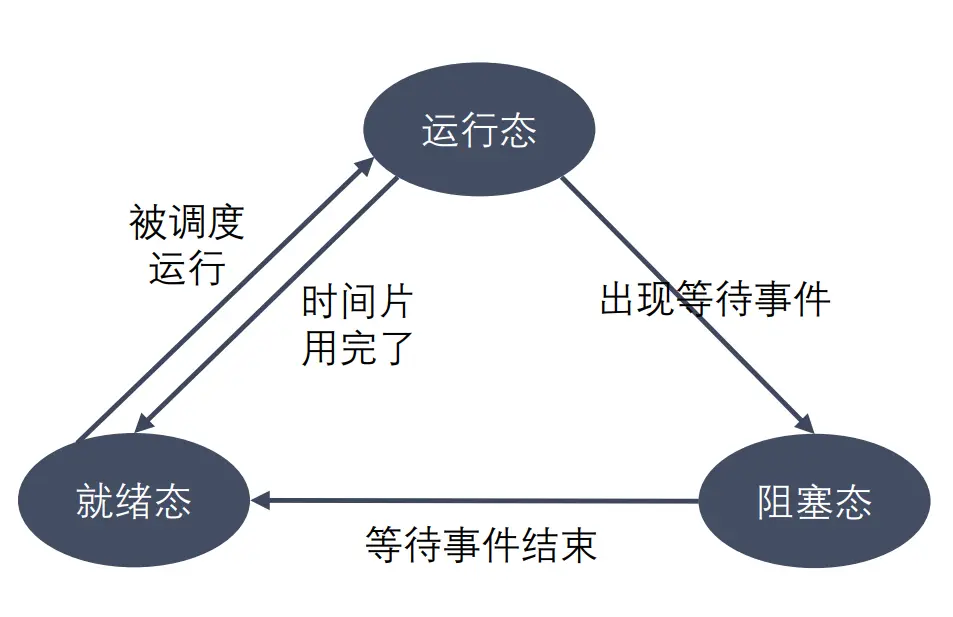 运行态
被调度
运行
时间片
用完了
出现等待事件
就绪态
阻塞态
等待事件结束